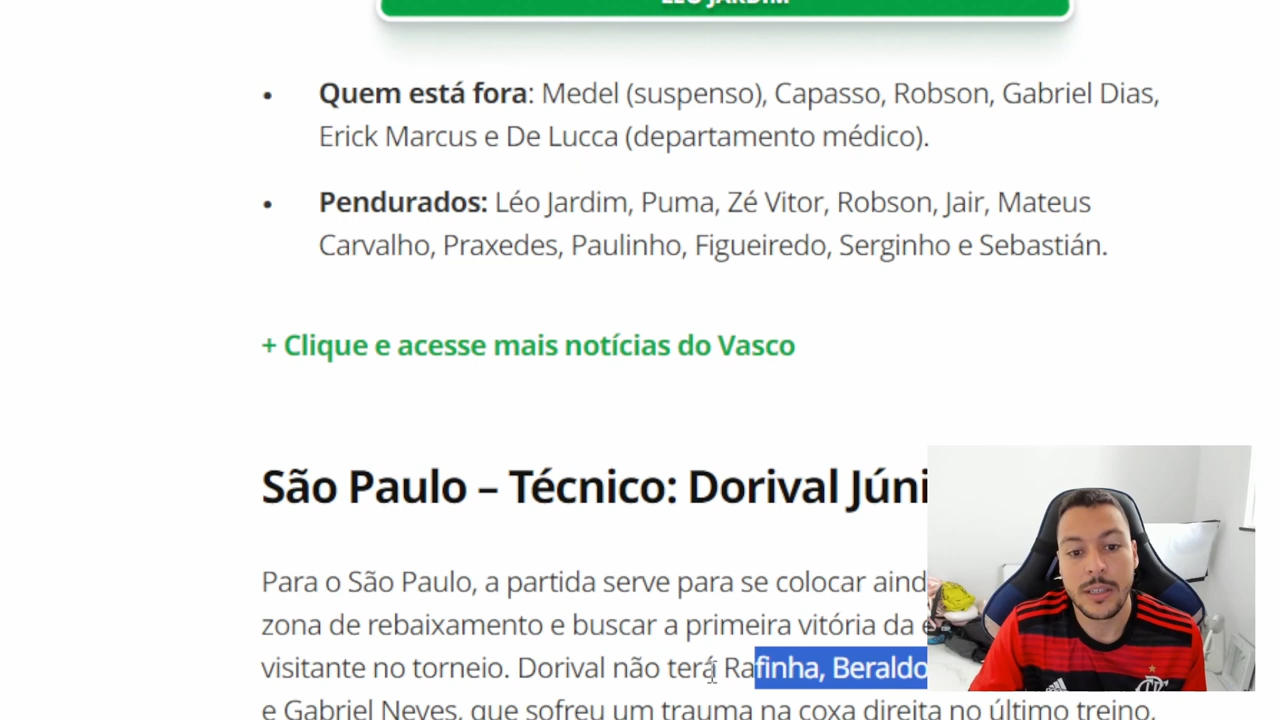 LÉO JARDIM
• Quem está fora: Medel (suspenso), Capasso, Robson, Gabriel Dias,
Erick Marcus e De Lucca (departamento médico).
• Pendurados: Léo Jardim, Puma, Zé Vitor, Robson, Jair, Mateus
Carvalho, Praxedes, Paulinho, Figueiredo, Serginho e Sebastián.
+ Clique e acesse mais notícias do Vasco
São Paulo – Técnico: Dorival Júni
Para o São Paulo, a partida serve para se colocar aind
zona de rebaixamento e buscar a primeira vitória da e
visitante no torneio. Dorival não terá Rafinha, Beraldo
e Gabriel Neves, que sofreu um trauma na coxa direita no último treino.